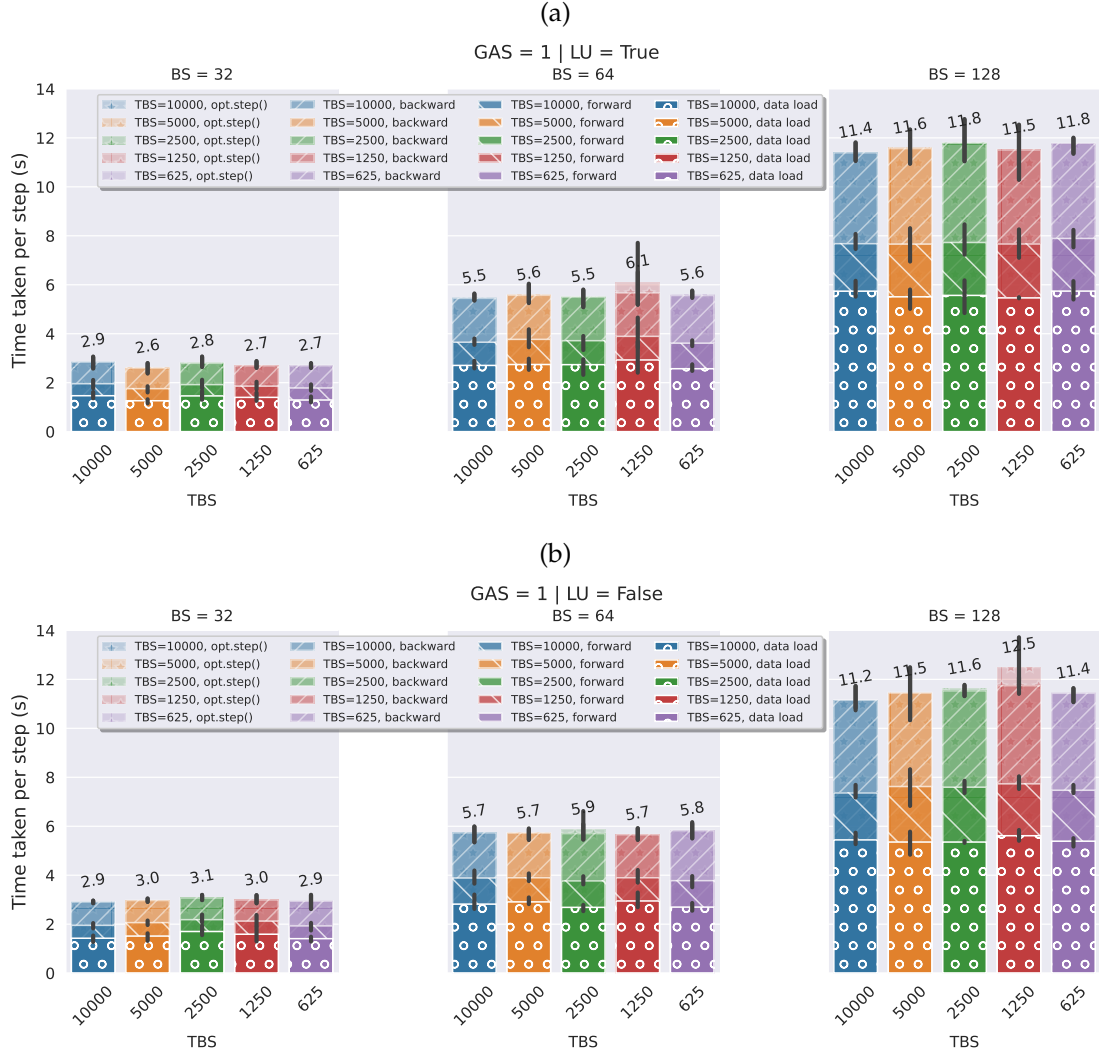 (a)
GAS = 1 | LU = True
BS = 32 BS = 64 BS = 128
Time taken per step (s)
14
12
10
8
6
4
2
0
TBS=10000, opt.step() TBS=10000, backward TBS=10000, forward TBS=10000, data load
TBS=5000, opt.step() TBS=5000, backward TBS=5000, forward TBS=5000, data load
TBS=2500, opt.step() TBS=2500, backward TBS=2500, forward TBS=2500, data load
TBS=1250, opt.step() TBS=1250, backward TBS=1250, forward TBS=1250, data load
TBS=625, opt.step() TBS=625, backward TBS=625, forward TBS=625, data load
2.9 2.6 2.8 2.7 2.7
5.5 5.6 5.5 6.1 5.6
11.4 11.6 11.8 11.5 11.8
10000 5000 2500 1250 625 10000 5000 2500 1250 625 10000 5000 2500 1250 625
TBS TBS TBS
(b)
GAS = 1 | LU = False
BS = 32 BS = 64 BS = 128
Time taken per step (s)
14
12
10
8
6
4
2
0
TBS=10000, opt.step() TBS=10000, backward TBS=10000, forward TBS=10000, data load
TBS=5000, opt.step() TBS=5000, backward TBS=5000, forward TBS=5000, data load
TBS=2500, opt.step() TBS=2500, backward TBS=2500, forward TBS=2500, data load
TBS=1250, opt.step() TBS=1250, backward TBS=1250, forward TBS=1250, data load
TBS=625, opt.step() TBS=625, backward TBS=625, forward TBS=625, data load
2.9 3.0 3.1 3.0 2.9
5.7 5.7 5.9 5.7 5.8
11.2 11.5 11.6 12.5 11.4
10000 5000 2500 1250 625 10000 5000 2500 1250 625 10000 5000 2500 1250 625
TBS TBS TBS